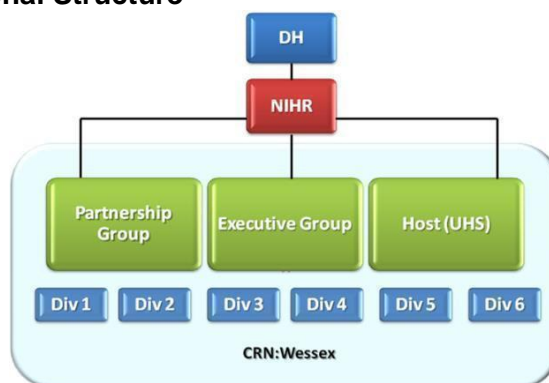 Structure
DH
NIHR
Partnership
Group
Executive Group
Host (UHS)
Div 1 Div 2 Div 3 Div 4 Div 5 Div 6
CRN:Wessex